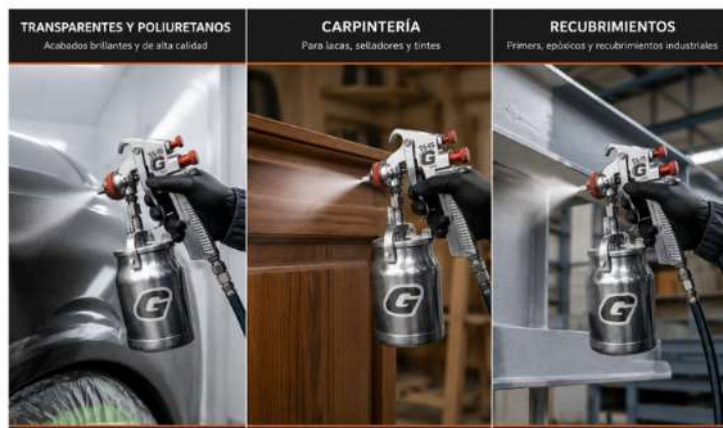 TRANSPARENTES Y POLIURETANOS
Acabados brillantes y de alta calidad
CARPINTERÍA
Para lacas, selladores y tintes
RECUBRIMIENTOS
Primers, epóxicos y recubrimientos industriales
G
G
G
G
G
G